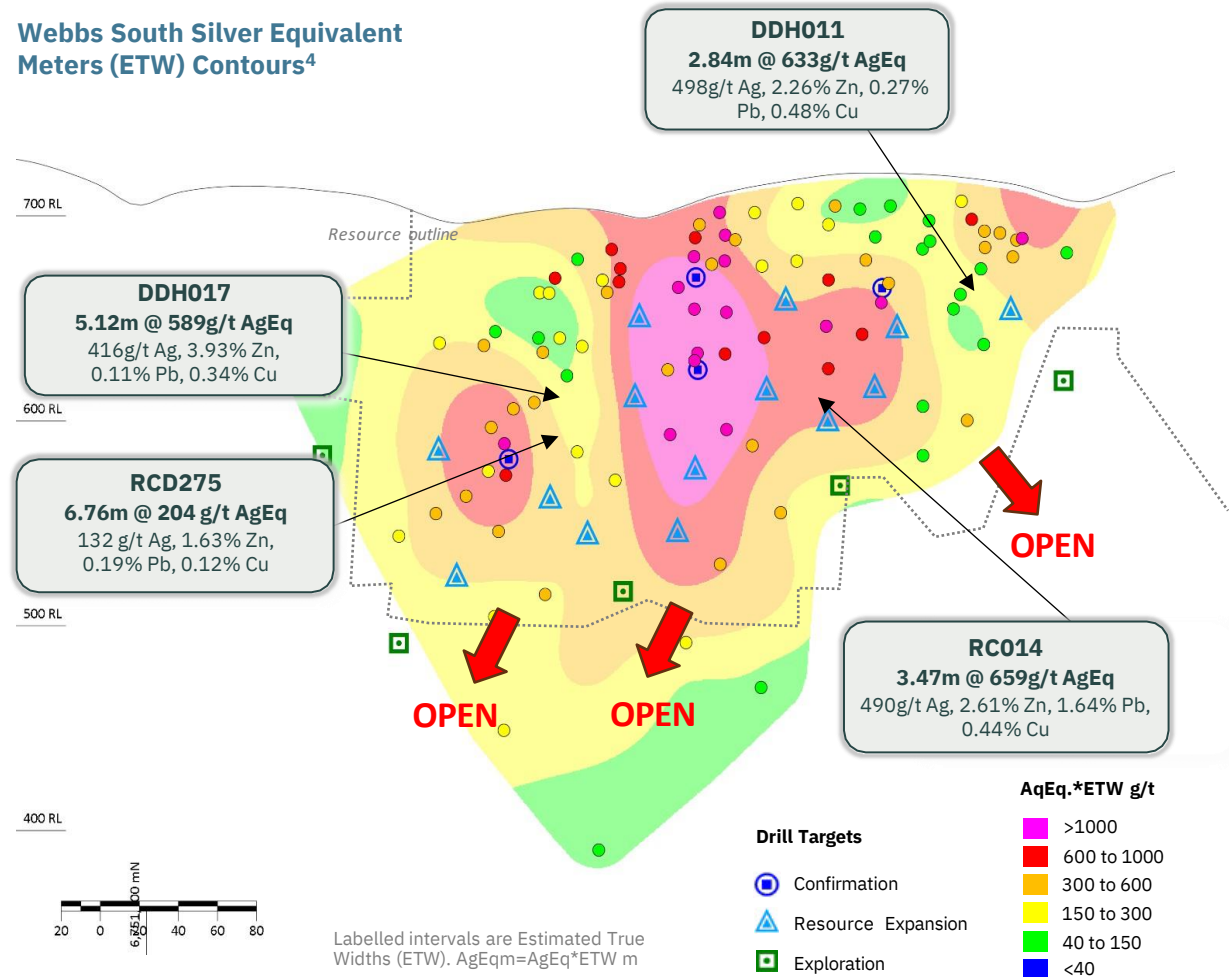 Webbs South Silver Equivalent
Meters (ETW) Contours⁴
DDH011
2.84m @ 633g/t AgEq
498g/t Ag, 2.26% Zn, 0.27%
Pb, 0.48% Cu
700 RL
Resource outline
DDH017
5.12m @ 589g/t AgEq
416g/t Ag, 3.93% Zn,
0.11% Pb, 0.34% Cu
600 RL
RCD275
6.76m @ 204 g/t AgEq
132 g/t Ag, 1.63% Zn,
0.19% Pb, 0.12% Cu
OPEN
500 RL
RC014
3.47m @ 659g/t AgEq
490g/t Ag, 2.61% Zn, 1.64% Pb,
0.44% Cu
OPEN
OPEN
400 RL
AqEq.*ETW g/t
>1000
600 to 1000
300 to 600
150 to 300
40 to 150
<40
Drill Targets
Confirmation
Resource Expansion
Exploration
20 0 20 40 60 80
Labelled intervals are Estimated True
Widths (ETW). AgEqm=AgEq*ETW m